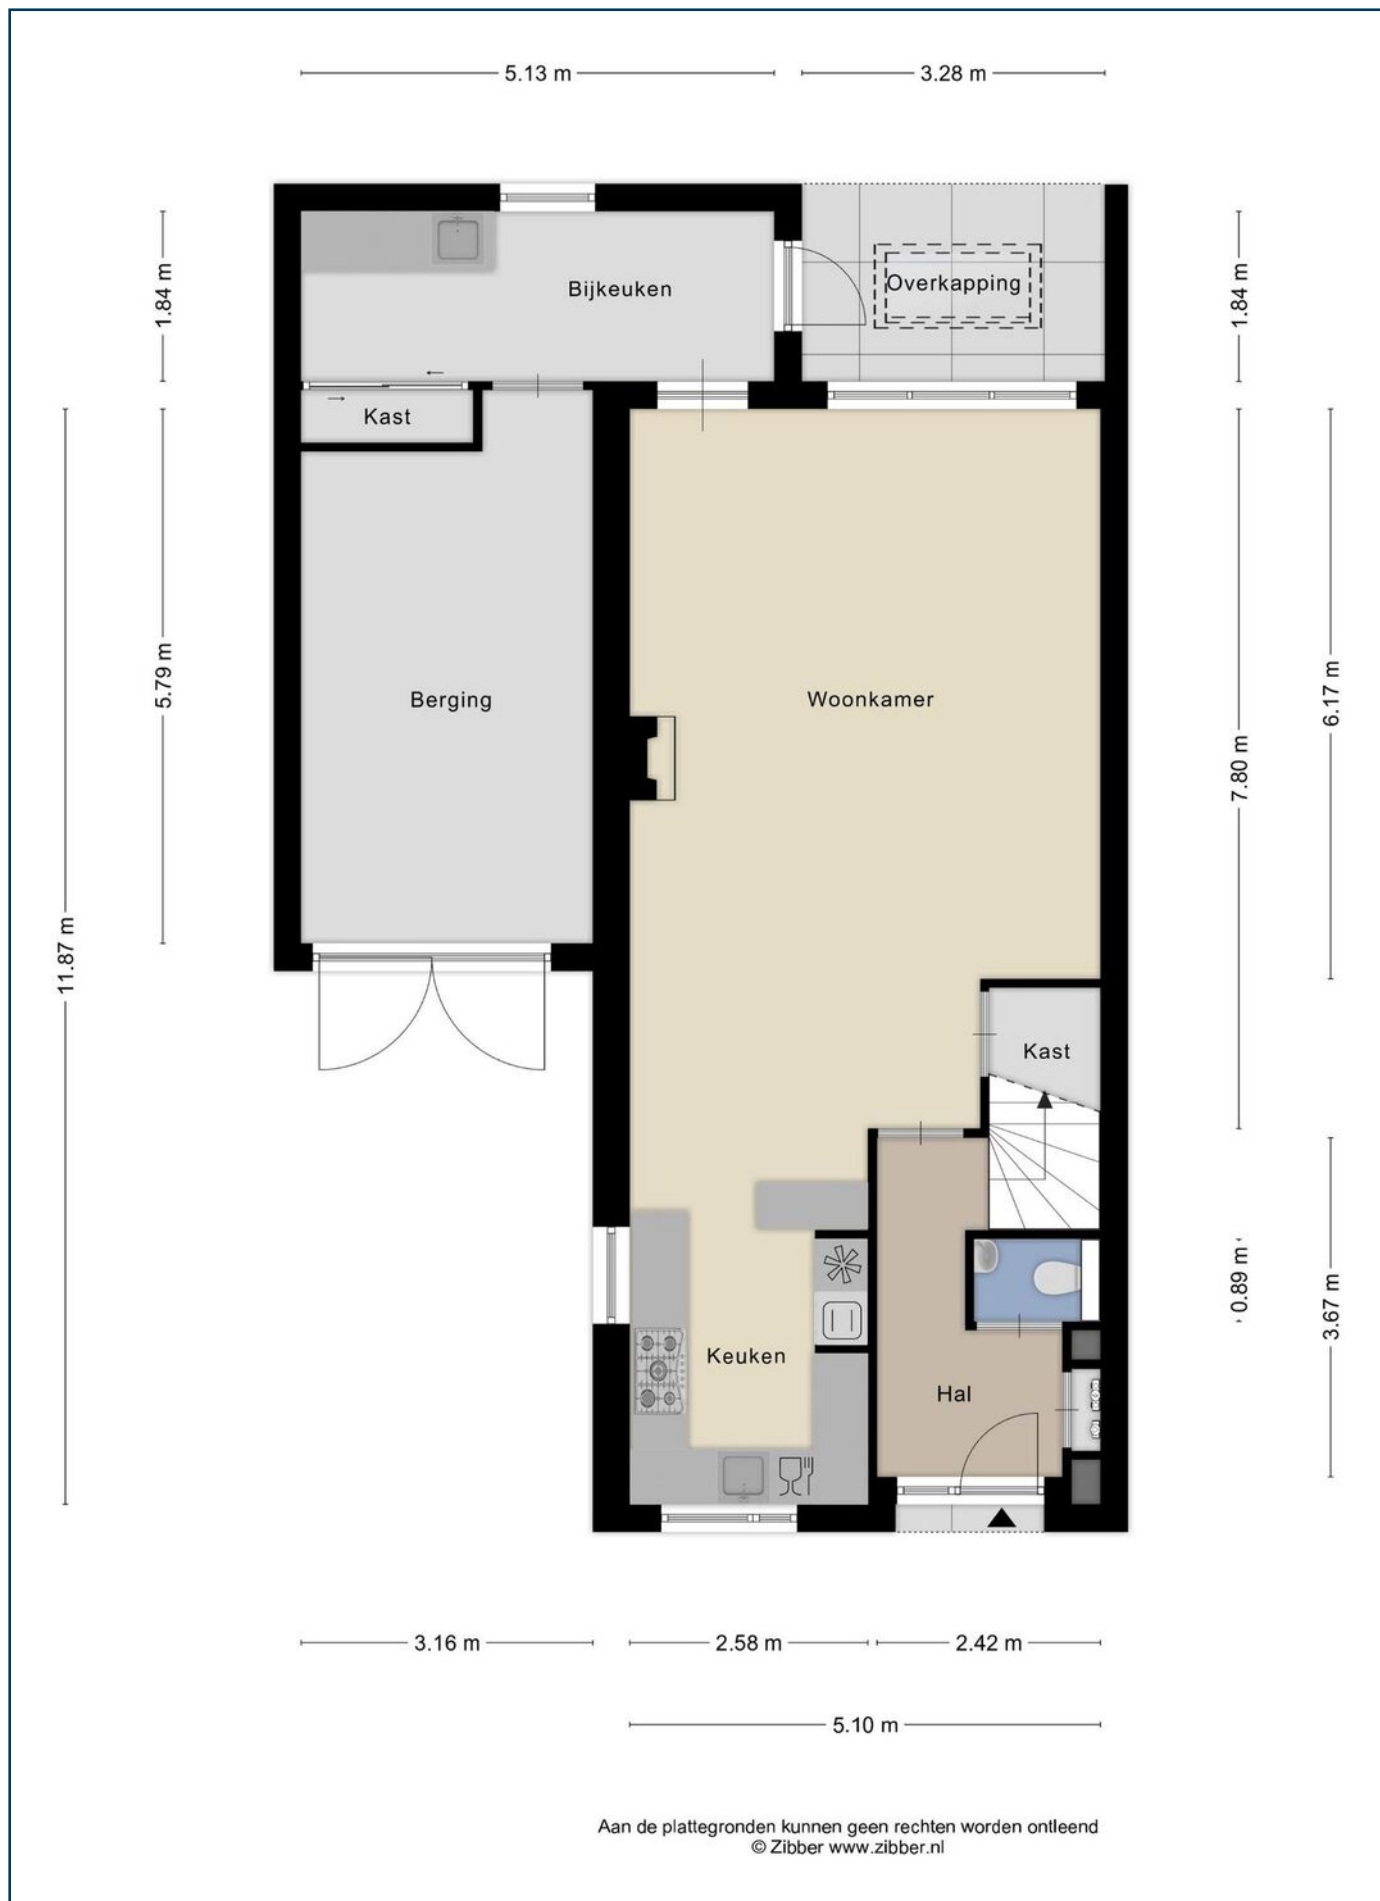 5.13 m
3.28 m
1.84 m
Bijkeuken
Overkapping
1.84 m
Kast
5.79 m
Berging
Woonkamer
6.17 m
7.80 m
11.87 m
Kast
0.89 m
3.67 m
Keuken
Hal
3.16 m
2.58 m
2.42 m
5.10 m
Aan de plattegronden kunnen geen rechten worden ontleend
© Zibber www.zibber.nl